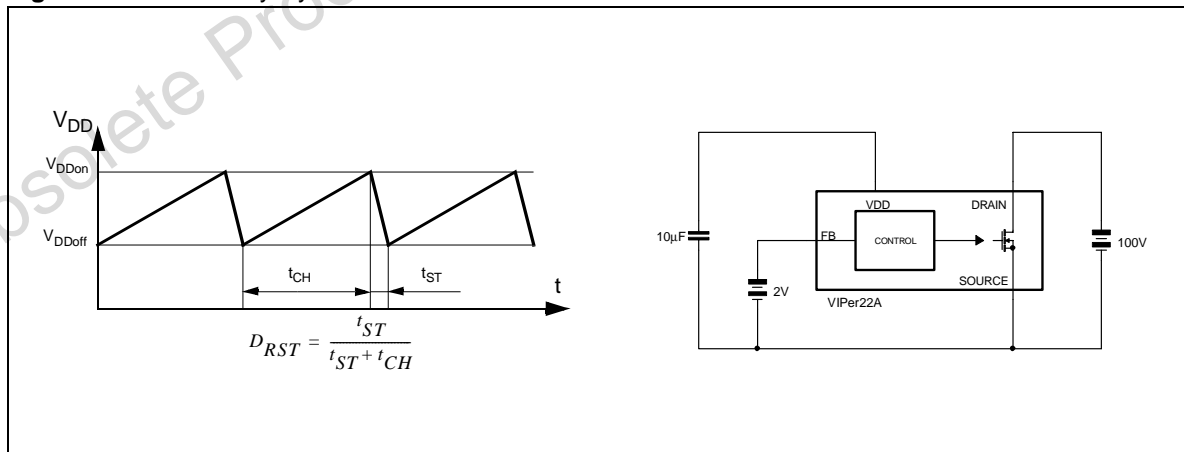 V_DD
V_DDon
V_DDoff
t_CH
t_ST
t
D_RST = t_ST / (t_ST + t_CH)
10µF
2V
FB
VDD
CONTROL
DRAIN
SOURCE
VIPer22A
100V